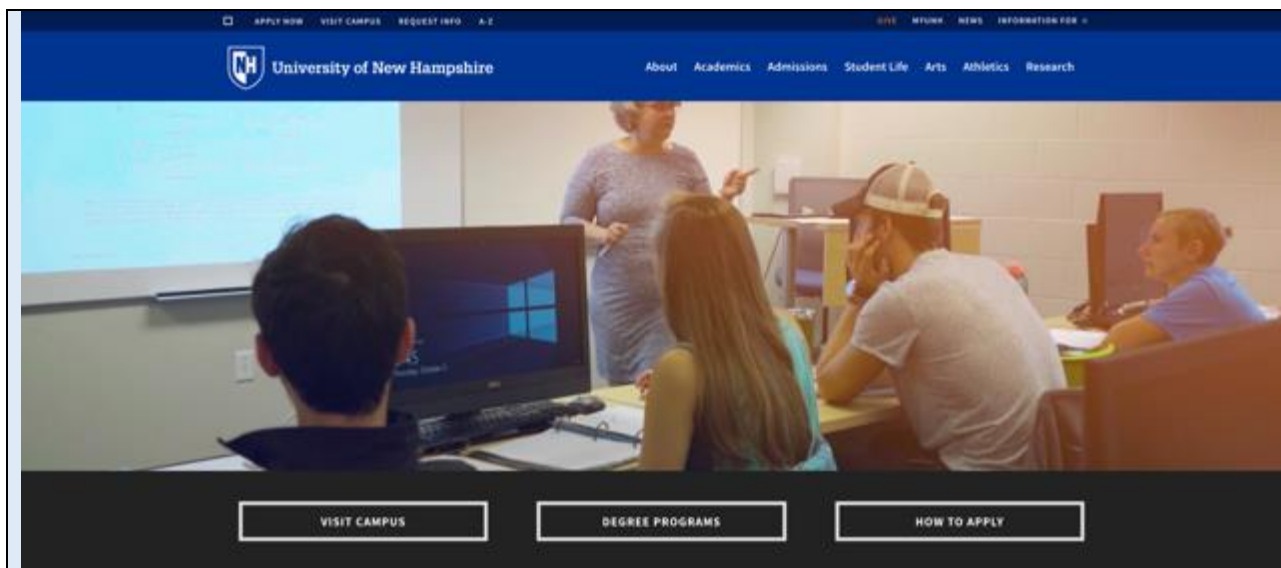 APPLY NOW VISIT CAMPUS REQUEST INFO A-Z GIVE MYUNH NEWS INFORMATION FOR
NH University of New Hampshire About Academics Admissions Student Life Arts Athletics Research
VISIT CAMPUS DEGREE PROGRAMS HOW TO APPLY